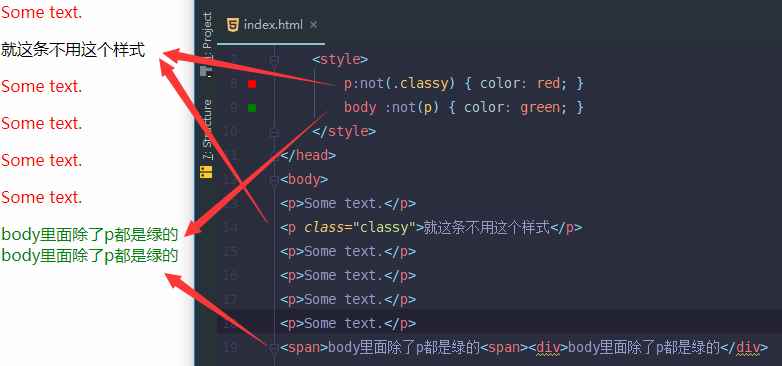 Some text.
就这条不用这个样式
Some text.
Some text.
Some text.
Some text.
body里面除了p都是绿的
body里面除了p都是绿的
1: Project
7: Structure
index.html ×
7 <style>
8 p:not(.classy) { color: red; }
9 body :not(p) { color: green; }
10 </style>
11 </head>
12 <body>
13 <p>Some text.</p>
14 <p class="classy">就这条不用这个样式</p>
15 <p>Some text.</p>
16 <p>Some text.</p>
17 <p>Some text.</p>
18 <p>Some text.</p>
19 <span>body里面除了p都是绿的<span><div>body里面除了p都是绿的</div>